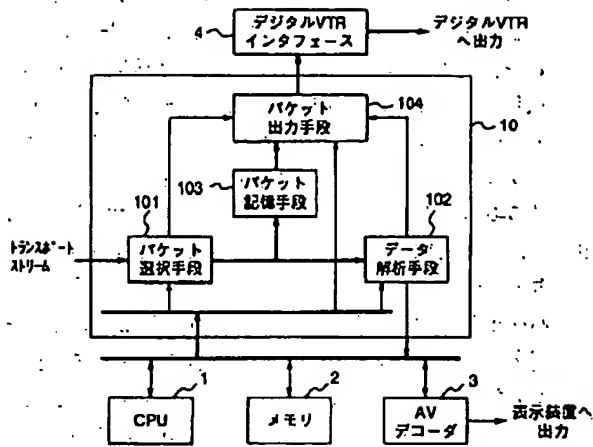 4
デジタルVTR
インタフェース
デジタルVTR
へ出力
パケット
出力手段
104
10
103
パケット
記憶手段
101
102
トランスポート
ストリーム
パケット
選択手段
データ
解析手段
1
2
3
CPU
メモリ
AV
デコーダ
表示装置へ
出力